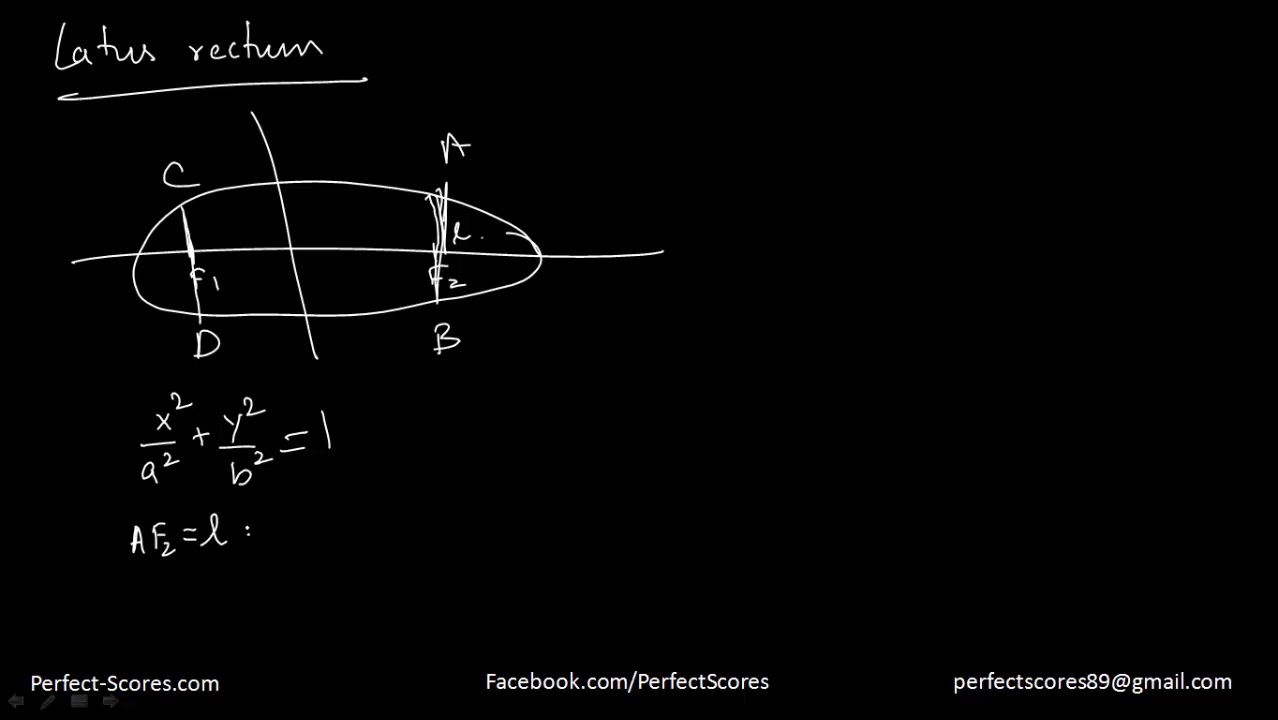 Latus rectum
A
C
l.
F1 F2
D B
x²/a² + y²/b² = 1
AF₂ = l :
Perfect-Scores.com Facebook.com/PerfectScores perfectscores89@gmail.com